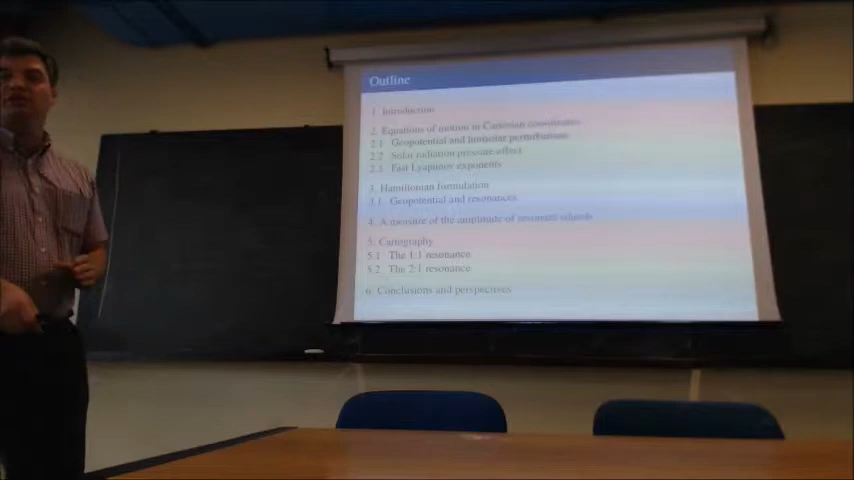 Outline
1. Introduction
2. Equations of motion in Cartesian coordinates
2.1 Geopotential and lunisolar perturbations
2.2 Solar radiation pressure effect
2.3 Fast Lyapunov exponents
3. Hamiltonian formulation
3.1 Geopotential and resonances
4. A measure of the amplitude of resonant islands
5. Cartography
5.1 The 1:1 resonance
5.2 The 2:1 resonance
6. Conclusions and perspectives